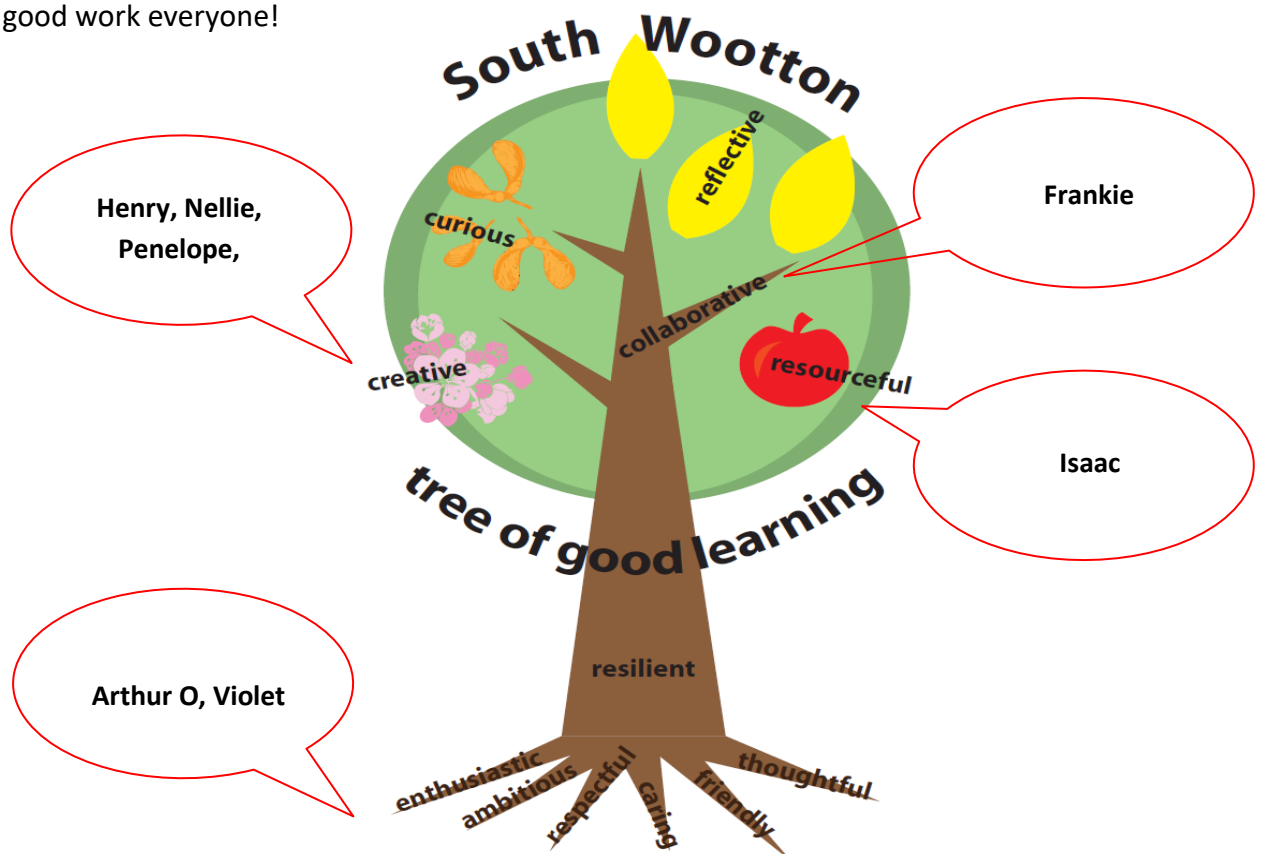 good work everyone!
South Wootton
Henry, Nellie,
Penelope,
Frankie
reflective
curious
collaborative
creative
resourceful
Isaac
tree of good learning
resilient
Arthur O, Violet
enthusiastic
ambitious
respectful
caring
friendly
thoughtful